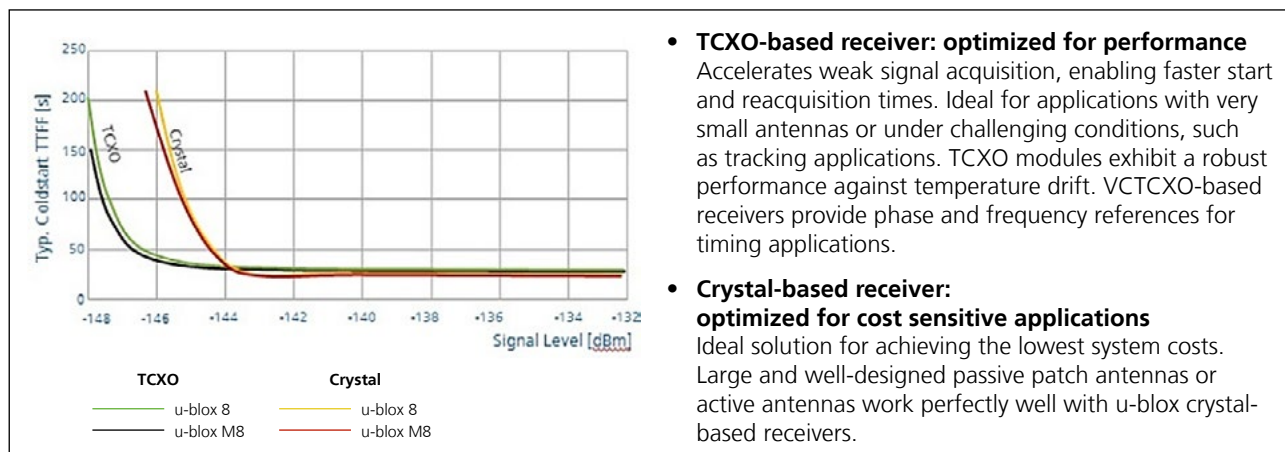 250
200
150
100
50
0
Typ. Coldstart TTFF [s]
TCXO
Crystal
-148 -146 -144 -142 -140 -138 -136 -134 -132
Signal Level [dBm]
TCXO Crystal
u-blox 8 u-blox 8
u-blox M8 u-blox M8
• TCXO-based receiver: optimized for performance
Accelerates weak signal acquisition, enabling faster start
and reacquisition times. Ideal for applications with very
small antennas or under challenging conditions, such
as tracking applications. TCXO modules exhibit a robust
performance against temperature drift. VCTCXO-based
receivers provide phase and frequency references for
timing applications.
• Crystal-based receiver:
optimized for cost sensitive applications
Ideal solution for achieving the lowest system costs.
Large and well-designed passive patch antennas or
active antennas work perfectly well with u-blox crystal-
based receivers.